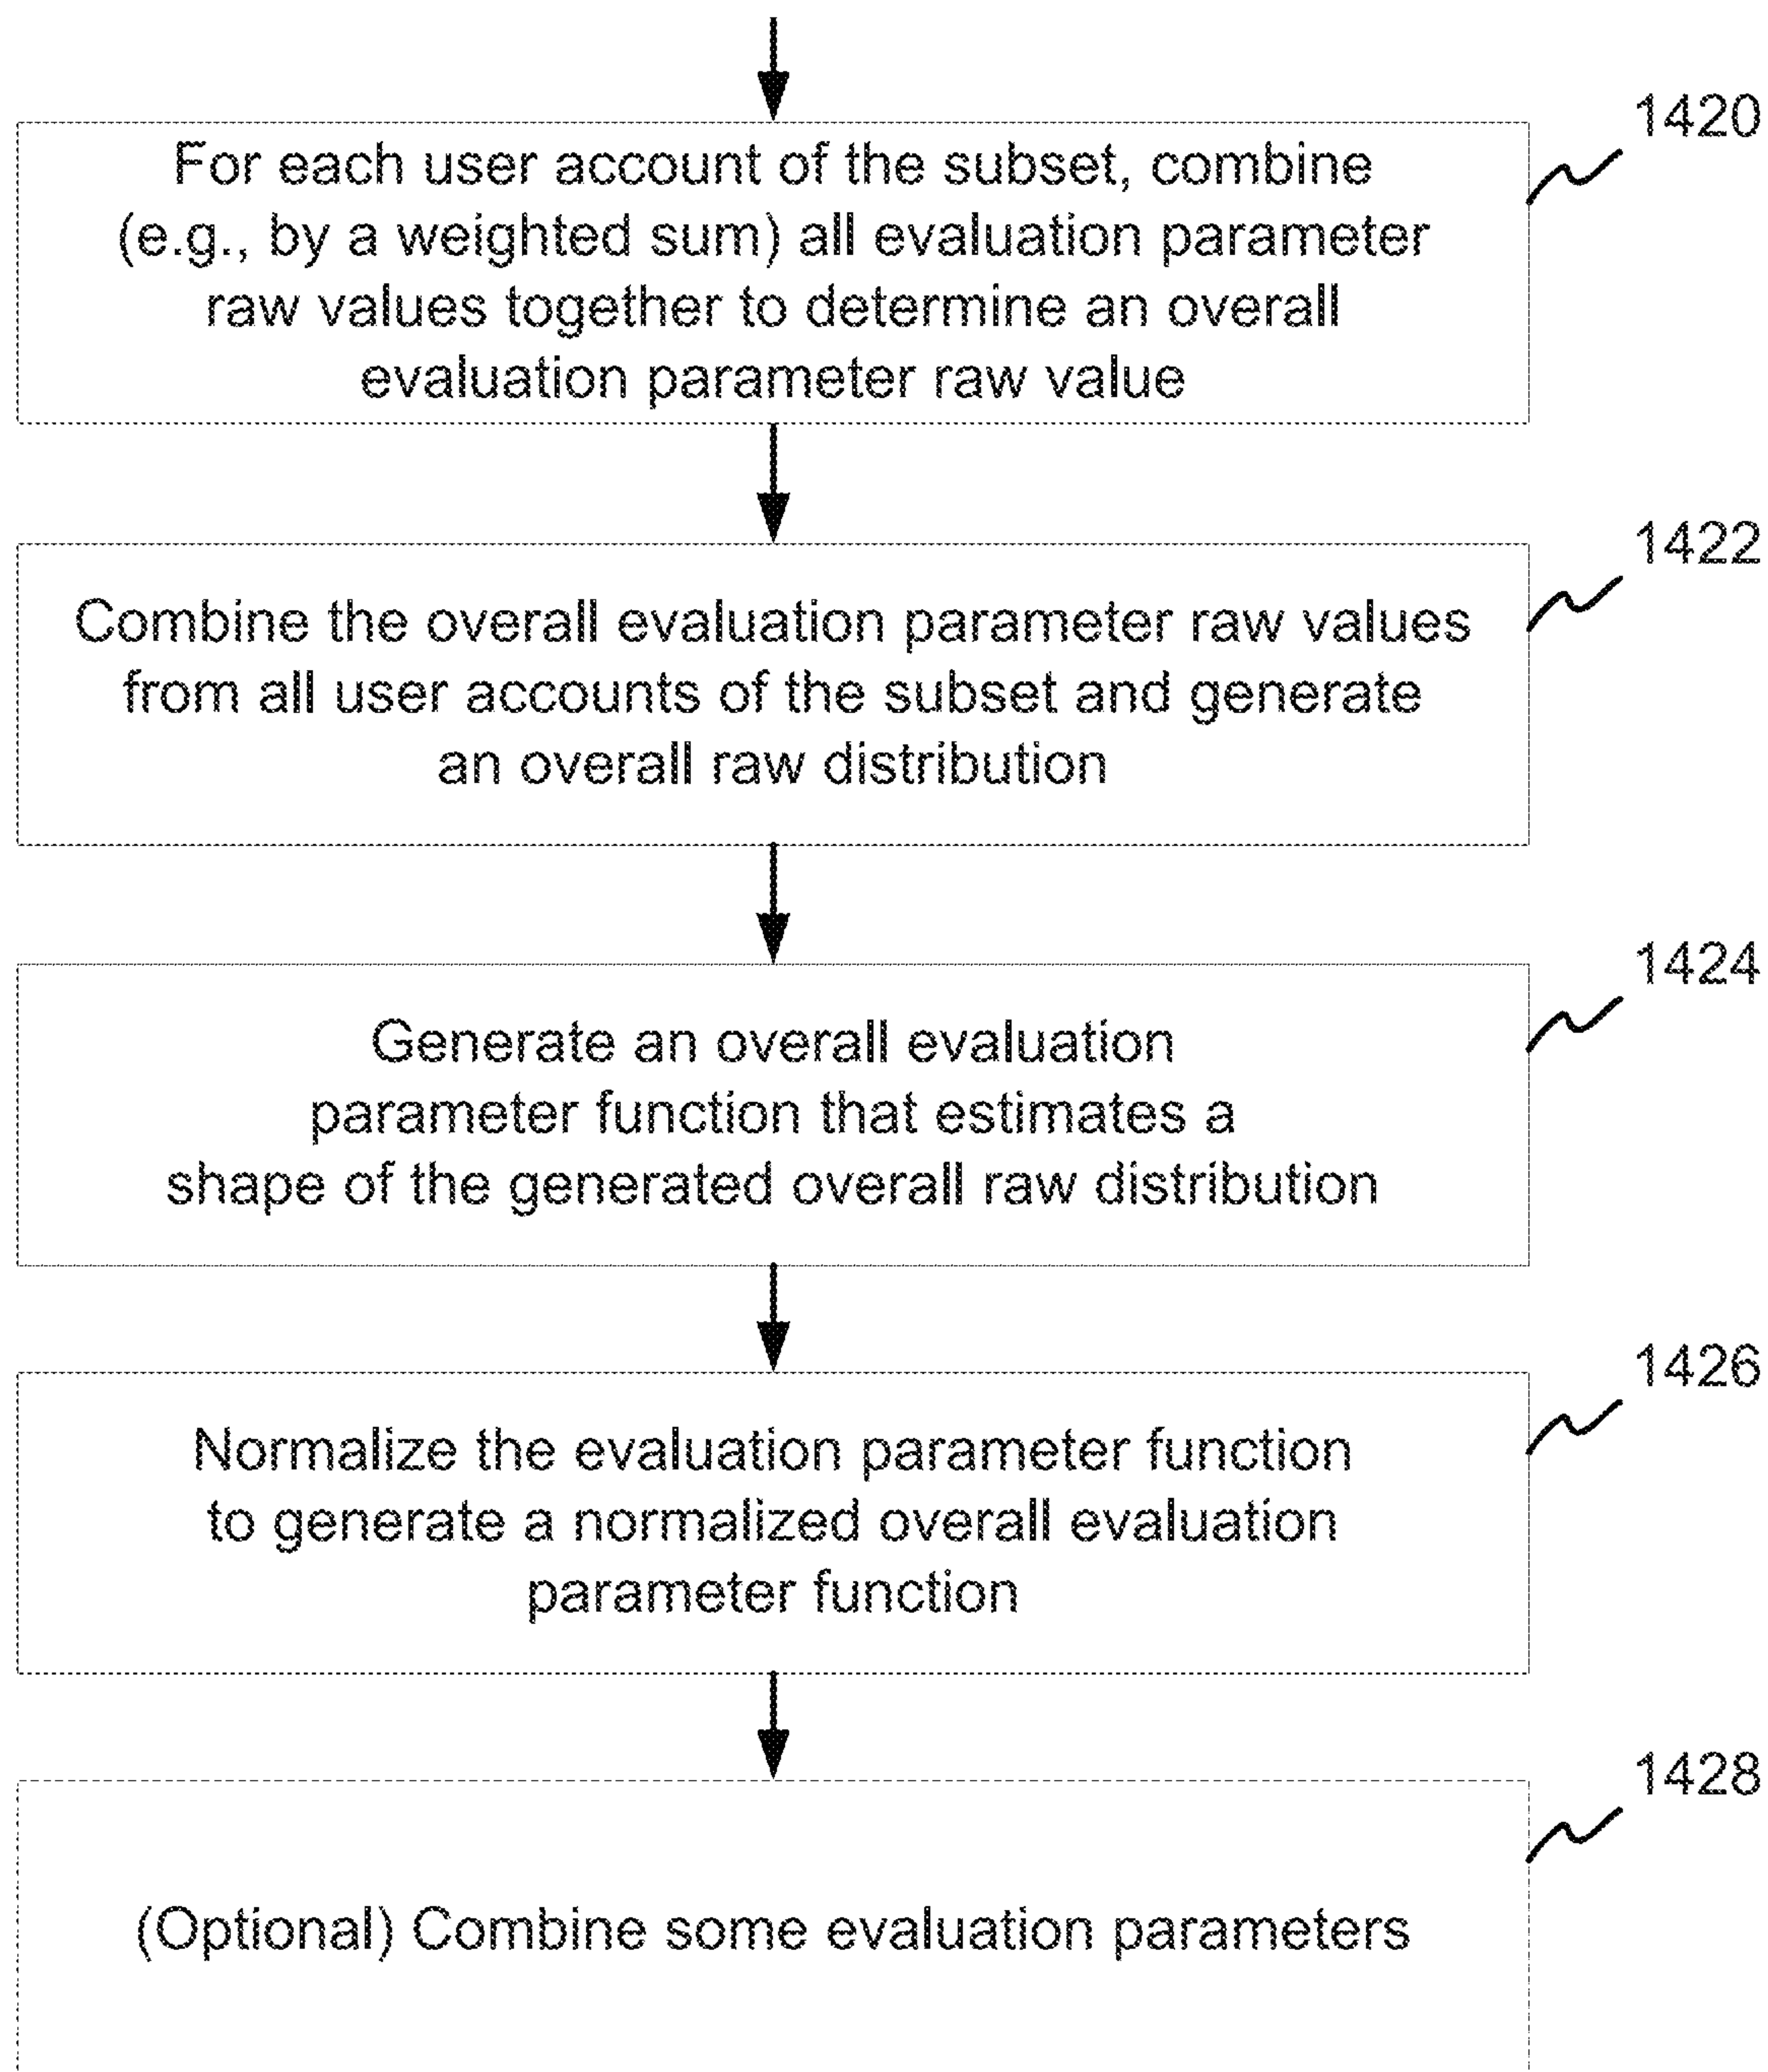 1420
For each user account of the subset, combine
(e.g., by a weighted sum) all evaluation parameter
raw values together to determine an overall
evaluation parameter raw value
1422
Combine the overall evaluation parameter raw values
from all user accounts of the subset and generate
an overall raw distribution
1424
Generate an overall evaluation
parameter function that estimates a
shape of the generated overall raw distribution
1426
Normalize the evaluation parameter function
to generate a normalized overall evaluation
parameter function
1428
(Optional) Combine some evaluation parameters